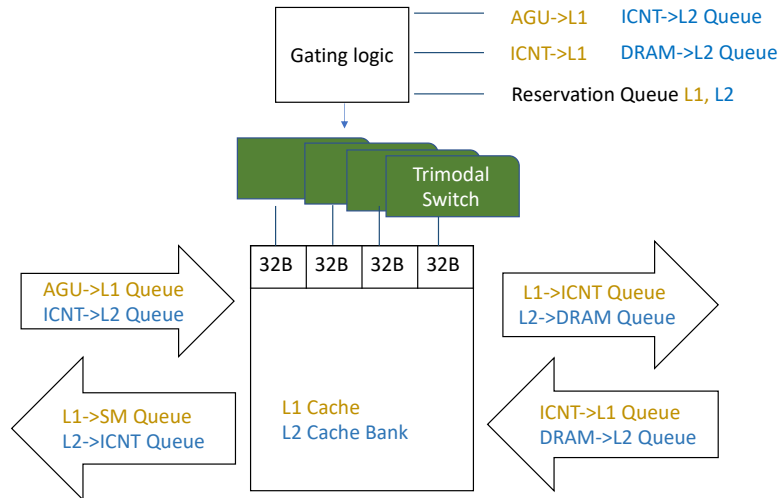 AGU->L1 ICNT->L2 Queue
Gating logic
ICNT->L1 DRAM->L2 Queue
Reservation Queue L1, L2
Trimodal
Switch
32B 32B 32B 32B
AGU->L1 Queue
ICNT->L2 Queue
L1->ICNT Queue
L2->DRAM Queue
L1->SM Queue
L2->ICNT Queue
L1 Cache
L2 Cache Bank
ICNT->L1 Queue
DRAM->L2 Queue